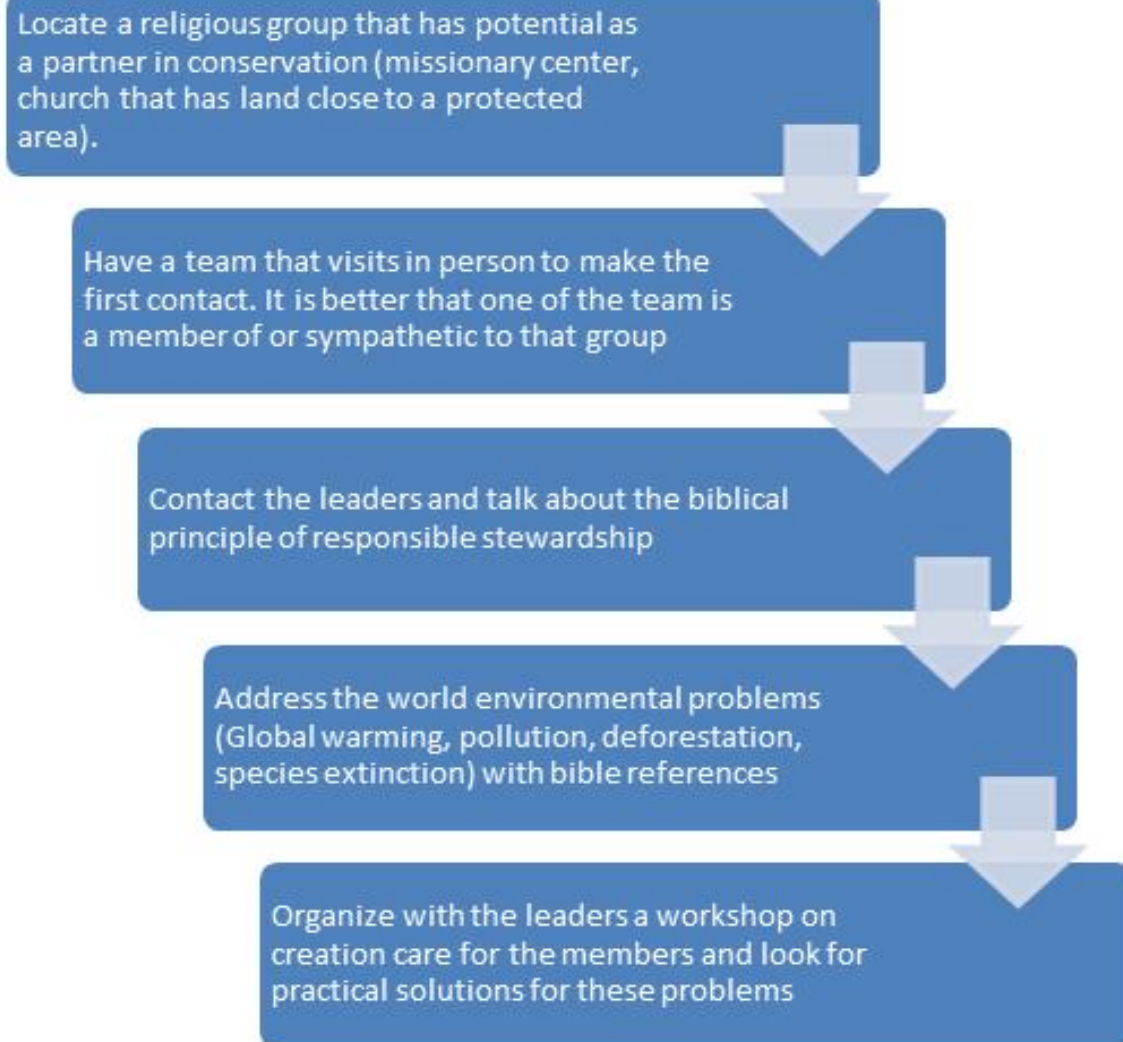 Locate a religious group that has potential as
a partner in conservation (missionary center,
church that has land close to a protected
area).
Have a team that visits in person to make the
first contact. It is better that one of the team is
a member of or sympathetic to that group
Contact the leaders and talk about the biblical
principle of responsible stewardship
Address the world environmental problems
(Global warming, pollution, deforestation,
species extinction) with bible references
Organize with the leaders a workshop on
creation care for the members and look for
practical solutions for these problems